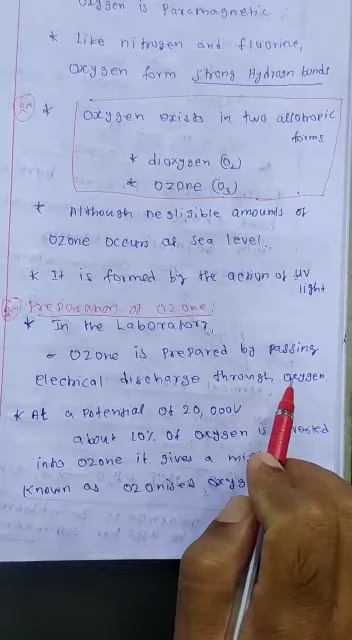 Oxygen is Paramagnetic.
* Like nitrogen and fluorine,
oxygen form strong Hydrogn bonds
2m * Oxygen exists in two allotropic
forms
* dioxygen (O₂)
* ozone (O₃)
* Although negligible amounts of
ozone occurs at sea level.
* It is formed by the action of uv
light
Preparation of ozone:
* In the Laboratory,
ozone is prepared by passing
electrical discharge through oxygen
* At a potential of 20,000V
about 10% of oxygen is
into ozone it gives a
known as ozonised